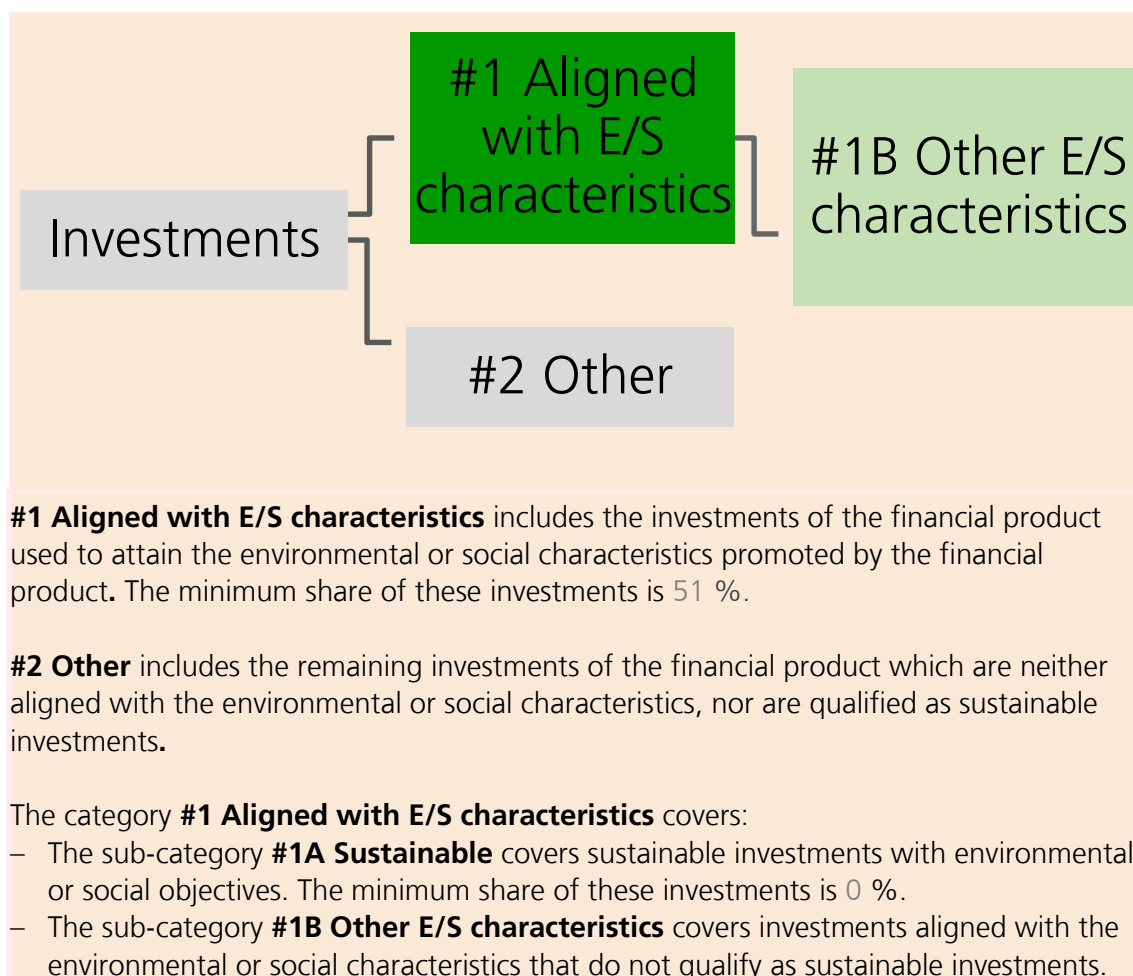 #1 Aligned
with E/S
characteristics
#1B Other E/S
characteristics
Investments
#2 Other
#1 Aligned with E/S characteristics includes the investments of the financial product
used to attain the environmental or social characteristics promoted by the financial
product. The minimum share of these investments is 51 %.
#2 Other includes the remaining investments of the financial product which are neither
aligned with the environmental or social characteristics, nor are qualified as sustainable
investments.
The category #1 Aligned with E/S characteristics covers:
– The sub-category #1A Sustainable covers sustainable investments with environmental
or social objectives. The minimum share of these investments is 0 %.
– The sub-category #1B Other E/S characteristics covers investments aligned with the
environmental or social characteristics that do not qualify as sustainable investments.